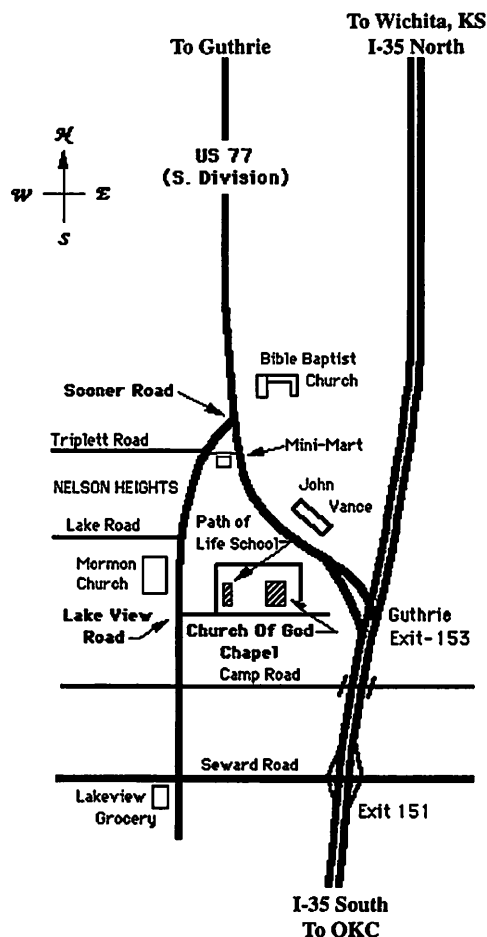 To Wichita, KS
To Guthrie
I-35 North
N
US 77
(S. Division)
W
E
S
Bible Baptist
Church
Sooner Road
Triplett Road
Mini-Mart
NELSON HEIGHTS
John
Vance
Lake Road
Path of
Life School
Mormon
Church
Lake View
Road
Guthrie
Exit-153
Church Of God
Chapel
Camp Road
Seward Road
Lakeview
Grocery
Exit 151
I-35 South
To OKC